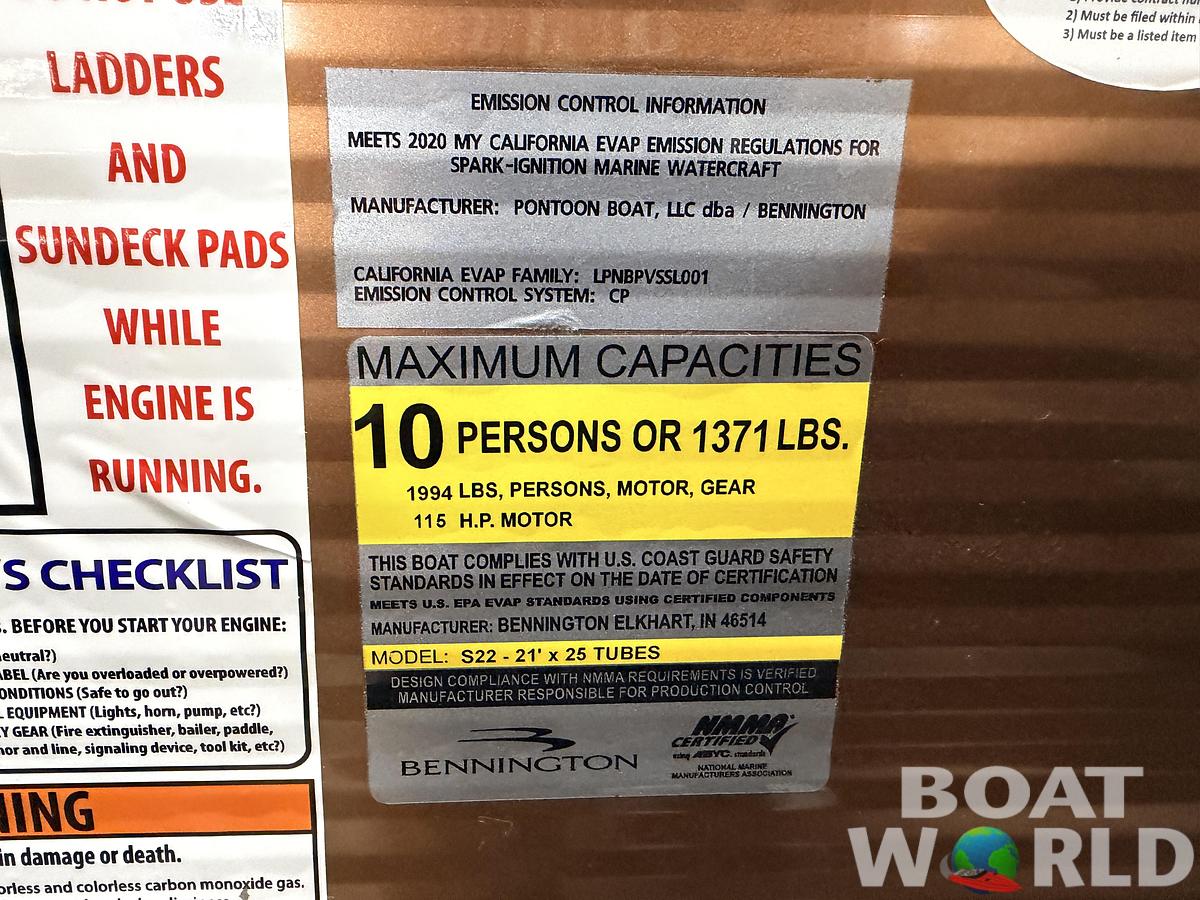 LADDERS
AND
SUNDECK PADS
WHILE
ENGINE IS
RUNNING.
'S CHECKLIST
BEFORE YOU START YOUR ENGINE:
(Are you overloaded or overpowered?)
(Safe to go out?)
EQUIPMENT (Lights, horn, pump, etc?)
GEAR (Fire extinguisher, bailer, paddle,
and line, signaling device, tool kit, etc?)
in damage or death.
and colorless carbon monoxide gas.
2) Must be filed within
3) Must be a listed item
EMISSION CONTROL INFORMATION
MEETS 2020 MY CALIFORNIA EVAP EMISSION REGULATIONS FOR
SPARK-IGNITION MARINE WATERCRAFT
MANUFACTURER: PONTOON BOAT, LLC dba / BENNINGTON
CALIFORNIA EVAP FAMILY: LPNBPVSSL001
EMISSION CONTROL SYSTEM: CP
MAXIMUM CAPACITIES
10 PERSONS OR 1371 LBS.
1994 LBS, PERSONS, MOTOR, GEAR
115 H.P. MOTOR
THIS BOAT COMPLIES WITH U.S. COAST GUARD SAFETY
STANDARDS IN EFFECT ON THE DATE OF CERTIFICATION
MEETS U.S. EPA EVAP STANDARDS USING CERTIFIED COMPONENTS
MANUFACTURER: BENNINGTON ELKHART, IN 46514
MODEL: S22 - 21' x 25 TUBES
DESIGN COMPLIANCE WITH NMMA REQUIREMENTS IS VERIFIED
MANUFACTURER RESPONSIBLE FOR PRODUCTION CONTROL
BENNINGTON
NMMA
CERTIFIED
using ABYC. standards
NATIONAL MARINE
MANUFACTURERS ASSOCIATION
BOAT
WORLD